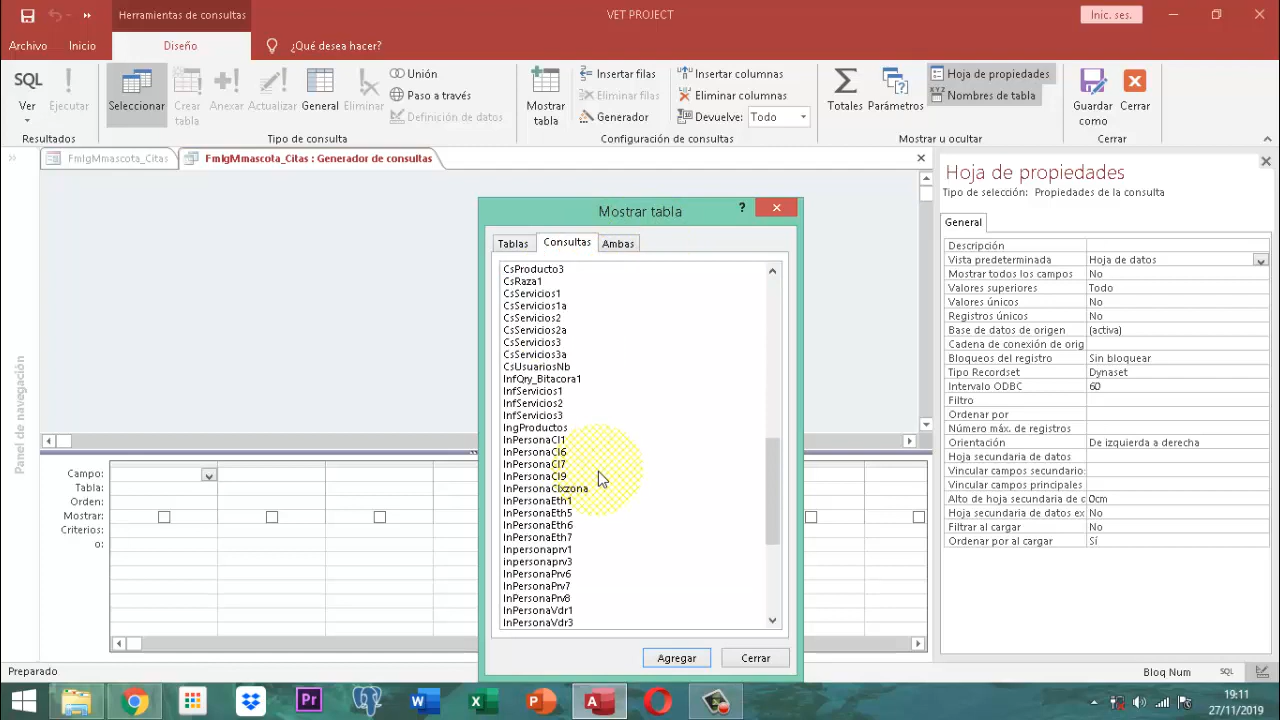 Herramientas de consultas
VET PROJECT
Inic. ses.
Archivo
Inicio
Diseño
¿Qué desea hacer?
SQL
Ver
Ejecutar
Resultados
Seleccionar
Crear tabla
Anexar
Actualizar
General
Eliminar
Unión
Paso a través
Definición de datos
Tipo de consulta
Mostrar tabla
Insertar filas
Eliminar filas
Generador
Insertar columnas
Eliminar columnas
Devuelve: Todo
Configuración de consultas
Totales
Parámetros
Hoja de propiedades
XYZ Nombres de tabla
Mostrar u ocultar
Guardar como
Cerrar
Cerrar
FmIgMmascota_Citas
FmIgMmascota_Citas : Generador de consultas
Panel de navegación
Campo:
Tabla:
Orden:
Mostrar:
Criterios:
o:
Mostrar tabla
?
Tablas
Consultas
Ambas
CsProducto3
CsRaza1
CsServicios1
CsServicios1a
CsServicios2
CsServicios2a
CsServicios3
CsServicios3a
CsUsuariosNb
InfQry_Bitacora1
InfServicios1
InfServicios2
InfServicios3
IngProductos
InPersonaCl1
InPersonaCl6
InPersonaCl7
InPersonaCl9
InPersonaClxzona
InPersonaEth1
InPersonaEth5
InPersonaEth6
InPersonaEth7
Inpersonaprv1
inpersonaprv3
InPersonaPrv6
InPersonaPrv7
InPersonaPrv8
InPersonaVdr1
InPersonaVdr3
Agregar
Cerrar
Hoja de propiedades
Tipo de selección: Propiedades de la consulta
General
Descripción
Vista predeterminada Hoja de datos
Mostrar todos los campos No
Valores superiores Todo
Valores únicos No
Registros únicos No
Base de datos de origen (activa)
Cadena de conexión de orig
Bloqueos del registro Sin bloquear
Tipo Recordset Dynaset
Intervalo ODBC 60
Filtro
Ordenar por
Número máx. de registros
Orientación De izquierda a derecha
Hoja secundaria de datos
Vincular campos secundario:
Vincular campos principales
Alto de hoja secundaria de c 0cm
Hoja secundaria de datos ex No
Filtrar al cargar No
Ordenar por al cargar Sí
Preparado
Bloq Num
SQL
Pr
W
X
P
A
19:11
27/11/2019